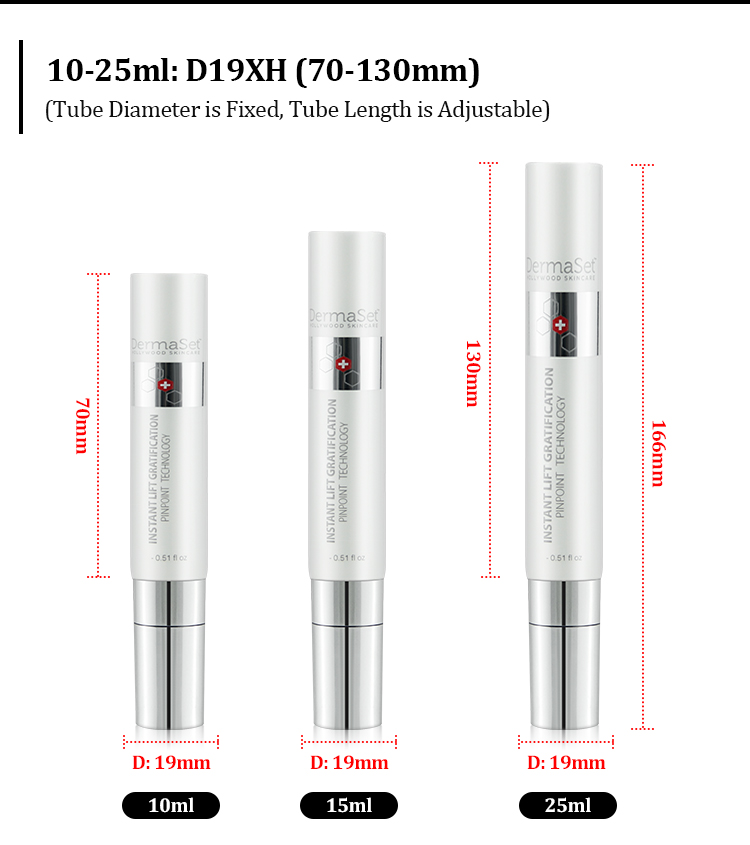 10-25ml: D19XH (70-130mm)
(Tube Diameter is Fixed, Tube Length is Adjustable)
DermaSet
HOLLYWOOD SKINCARE
INSTANT LIFT GRATIFICATION
PINPOINT TECHNOLOGY
- 0.51 fl oz
70mm
D: 19mm
10ml
DermaSet
HOLLYWOOD SKINCARE
INSTANT LIFT GRATIFICATION
PINPOINT TECHNOLOGY
- 0.51 fl oz
D: 19mm
15ml
DermaSet
HOLLYWOOD SKINCARE
INSTANT LIFT GRATIFICATION
PINPOINT TECHNOLOGY
- 0.51 fl oz
130mm
166mm
D: 19mm
25ml